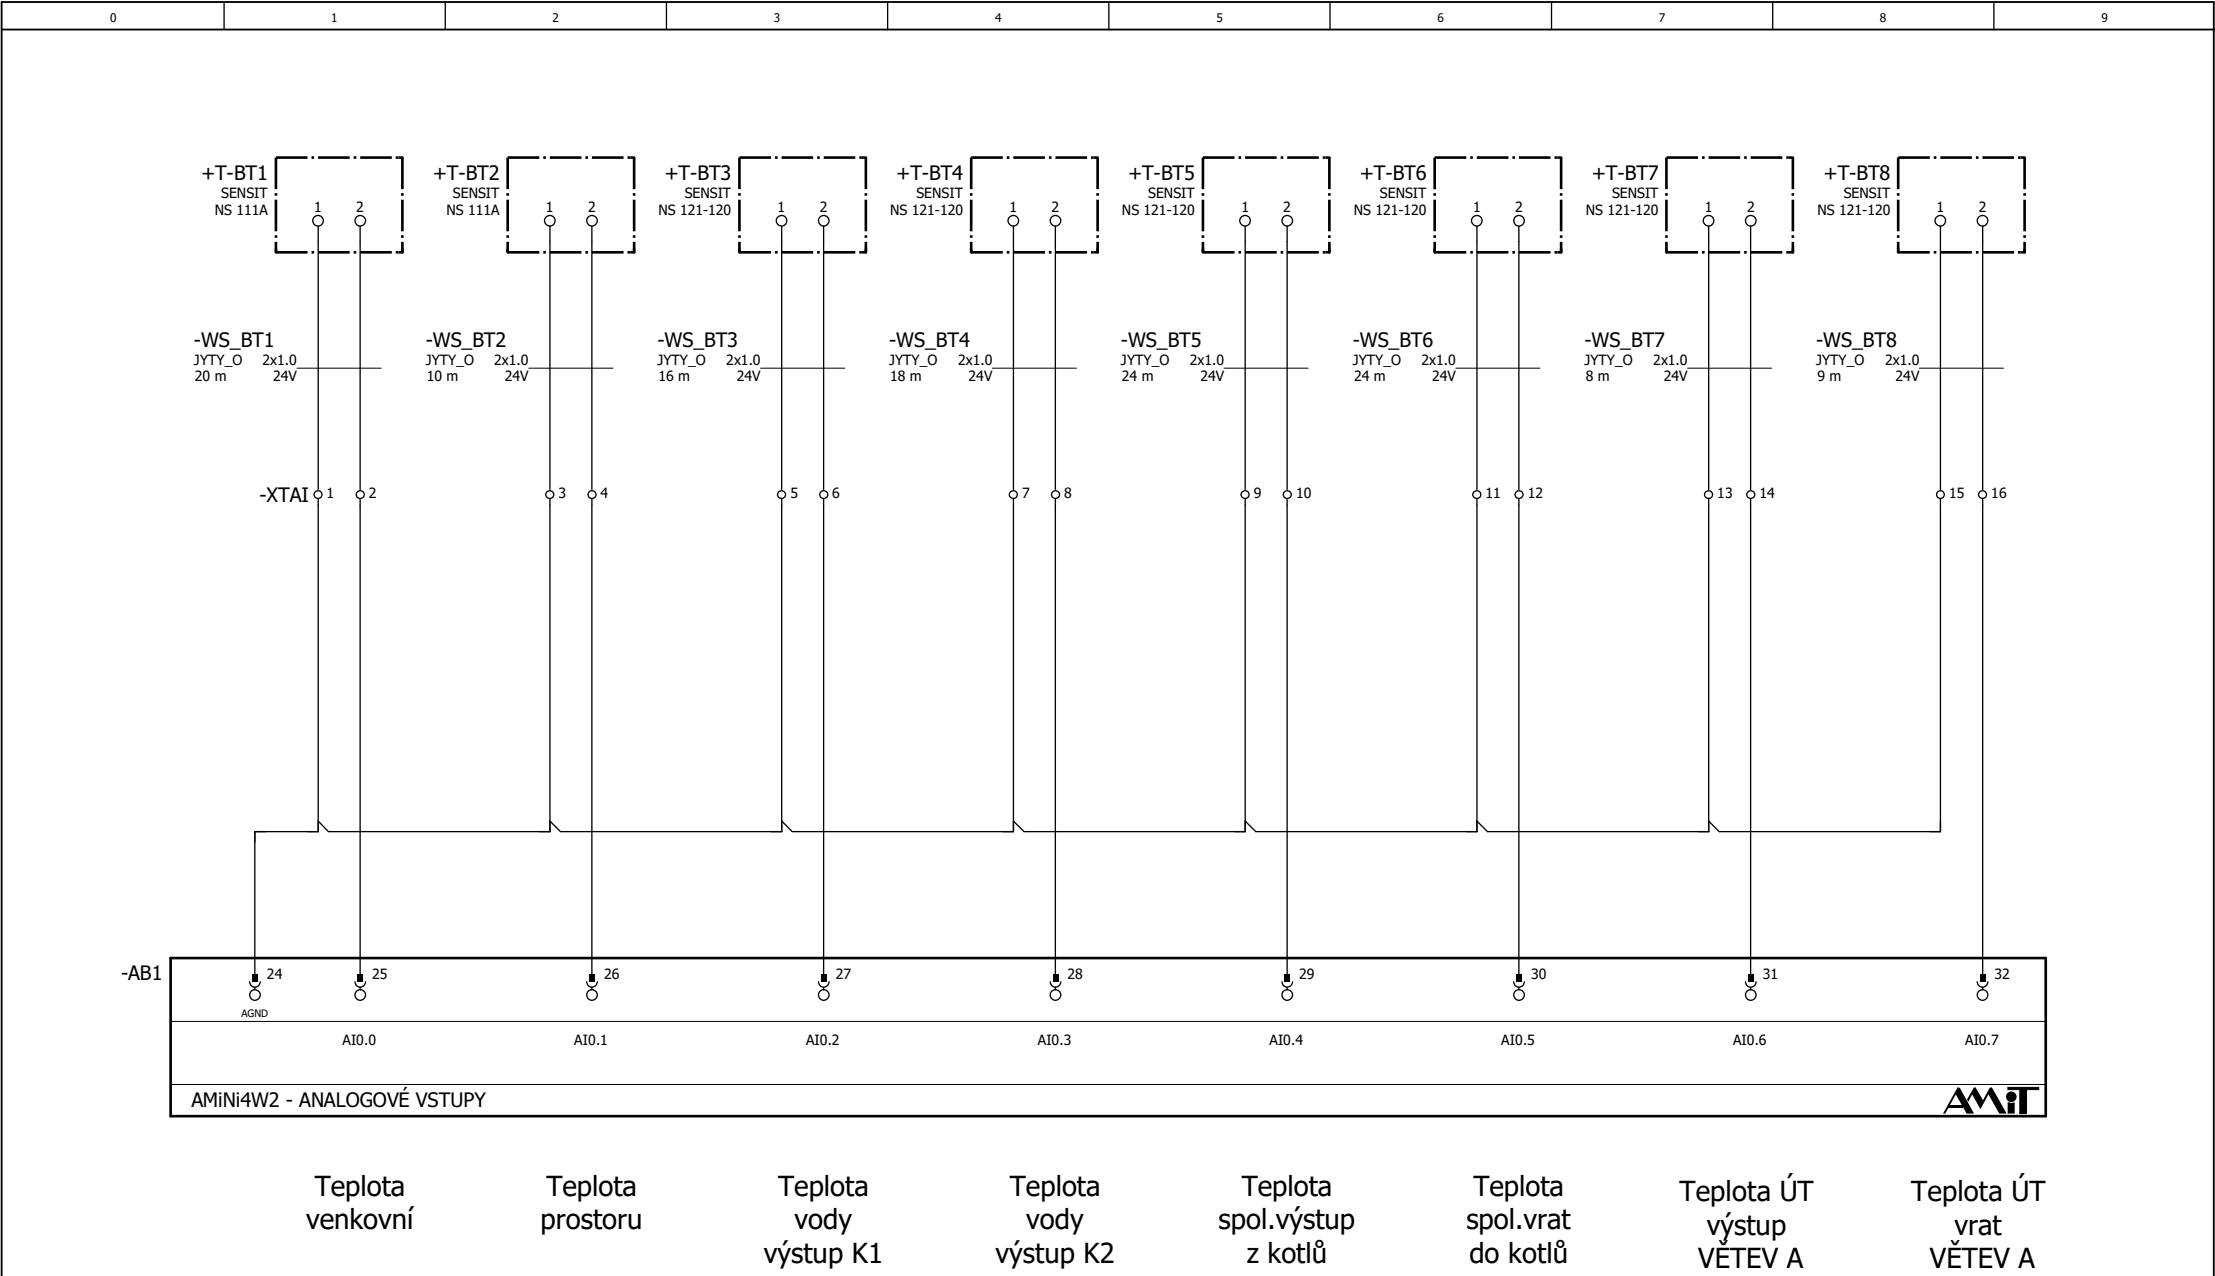 0 1 2 3 4 5 6 7 8 9
+T-BT1 +T-BT2 +T-BT3 +T-BT4 +T-BT5 +T-BT6 +T-BT7 +T-BT8
SENSIT SENSIT SENSIT SENSIT SENSIT SENSIT SENSIT SENSIT
NS 111A NS 111A NS 121-120 NS 121-120 NS 121-120 NS 121-120 NS 121-120 NS 121-120
1 2 1 2 1 2 1 2 1 2 1 2 1 2 1 2
-WS_BT1 -WS_BT2 -WS_BT3 -WS_BT4 -WS_BT5 -WS_BT6 -WS_BT7 -WS_BT8
JYTY_O 2x1.0 JYTY_O 2x1.0 JYTY_O 2x1.0 JYTY_O 2x1.0 JYTY_O 2x1.0 JYTY_O 2x1.0 JYTY_O 2x1.0 JYTY_O 2x1.0
20 m 24V 10 m 24V 16 m 24V 18 m 24V 24 m 24V 24 m 24V 8 m 24V 9 m 24V
-XTAI 1 2 3 4 5 6 7 8 9 10 11 12 13 14 15 16
-AB1 24 25 26 27 28 29 30 31 32
AGND
AI0.0 AI0.1 AI0.2 AI0.3 AI0.4 AI0.5 AI0.6 AI0.7
AMiNi4W2 - ANALOGOVÉ VSTUPY AMiT
Teplota
venkovní
Teplota
prostoru
Teplota
vody
výstup K1
Teplota
vody
výstup K2
Teplota
spol.výstup
z kotlů
Teplota
spol.vrat
do kotlů
Teplota ÚT
výstup
VĚTEV A
Teplota ÚT
vrat
VĚTEV A